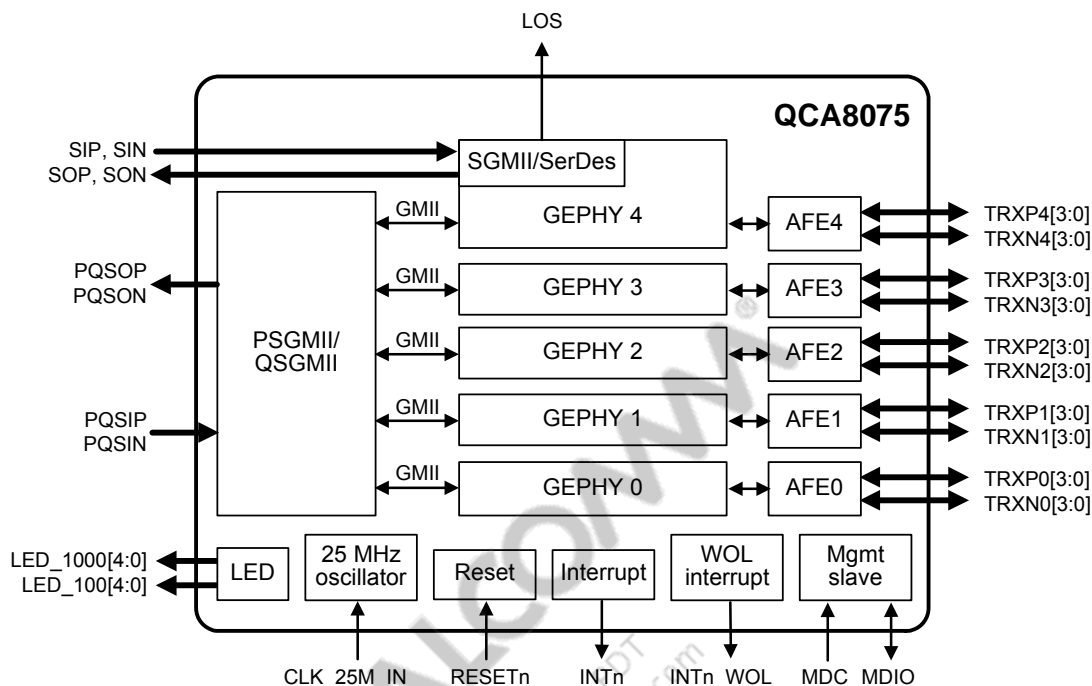 LOS
QCA8075
SIP, SIN
SOP, SON
SGMII/SerDes
GMII
GEPHY 4
AFE4
TRXP4[3:0]
TRXN4[3:0]
PQSOP
PQSON
GMII
GEPHY 3
AFE3
TRXP3[3:0]
TRXN3[3:0]
PSGMII/
QSGMII
GMII
GEPHY 2
AFE2
TRXP2[3:0]
TRXN2[3:0]
PQSIP
PQSIN
GMII
GEPHY 1
AFE1
TRXP1[3:0]
TRXN1[3:0]
GMII
GEPHY 0
AFE0
TRXP0[3:0]
TRXN0[3:0]
LED_1000[4:0]
LED_100[4:0]
LED
25 MHz
oscillator
Reset
Interrupt
WOL
interrupt
Mgmt
slave
CLK_25M_IN
RESETn
INTn
INTn_WOL
MDC
MDIO